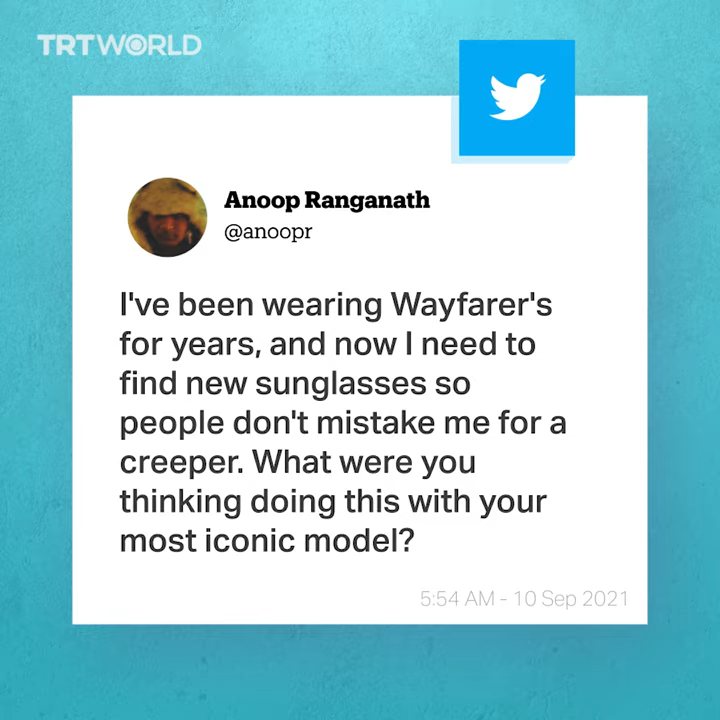 TRTWORLD
Anoop Ranganath
@anoopr
I've been wearing Wayfarer's
for years, and now I need to
find new sunglasses so
people don't mistake me for a
creeper. What were you
thinking doing this with your
most iconic model?
5:54 AM - 10 Sep 2021